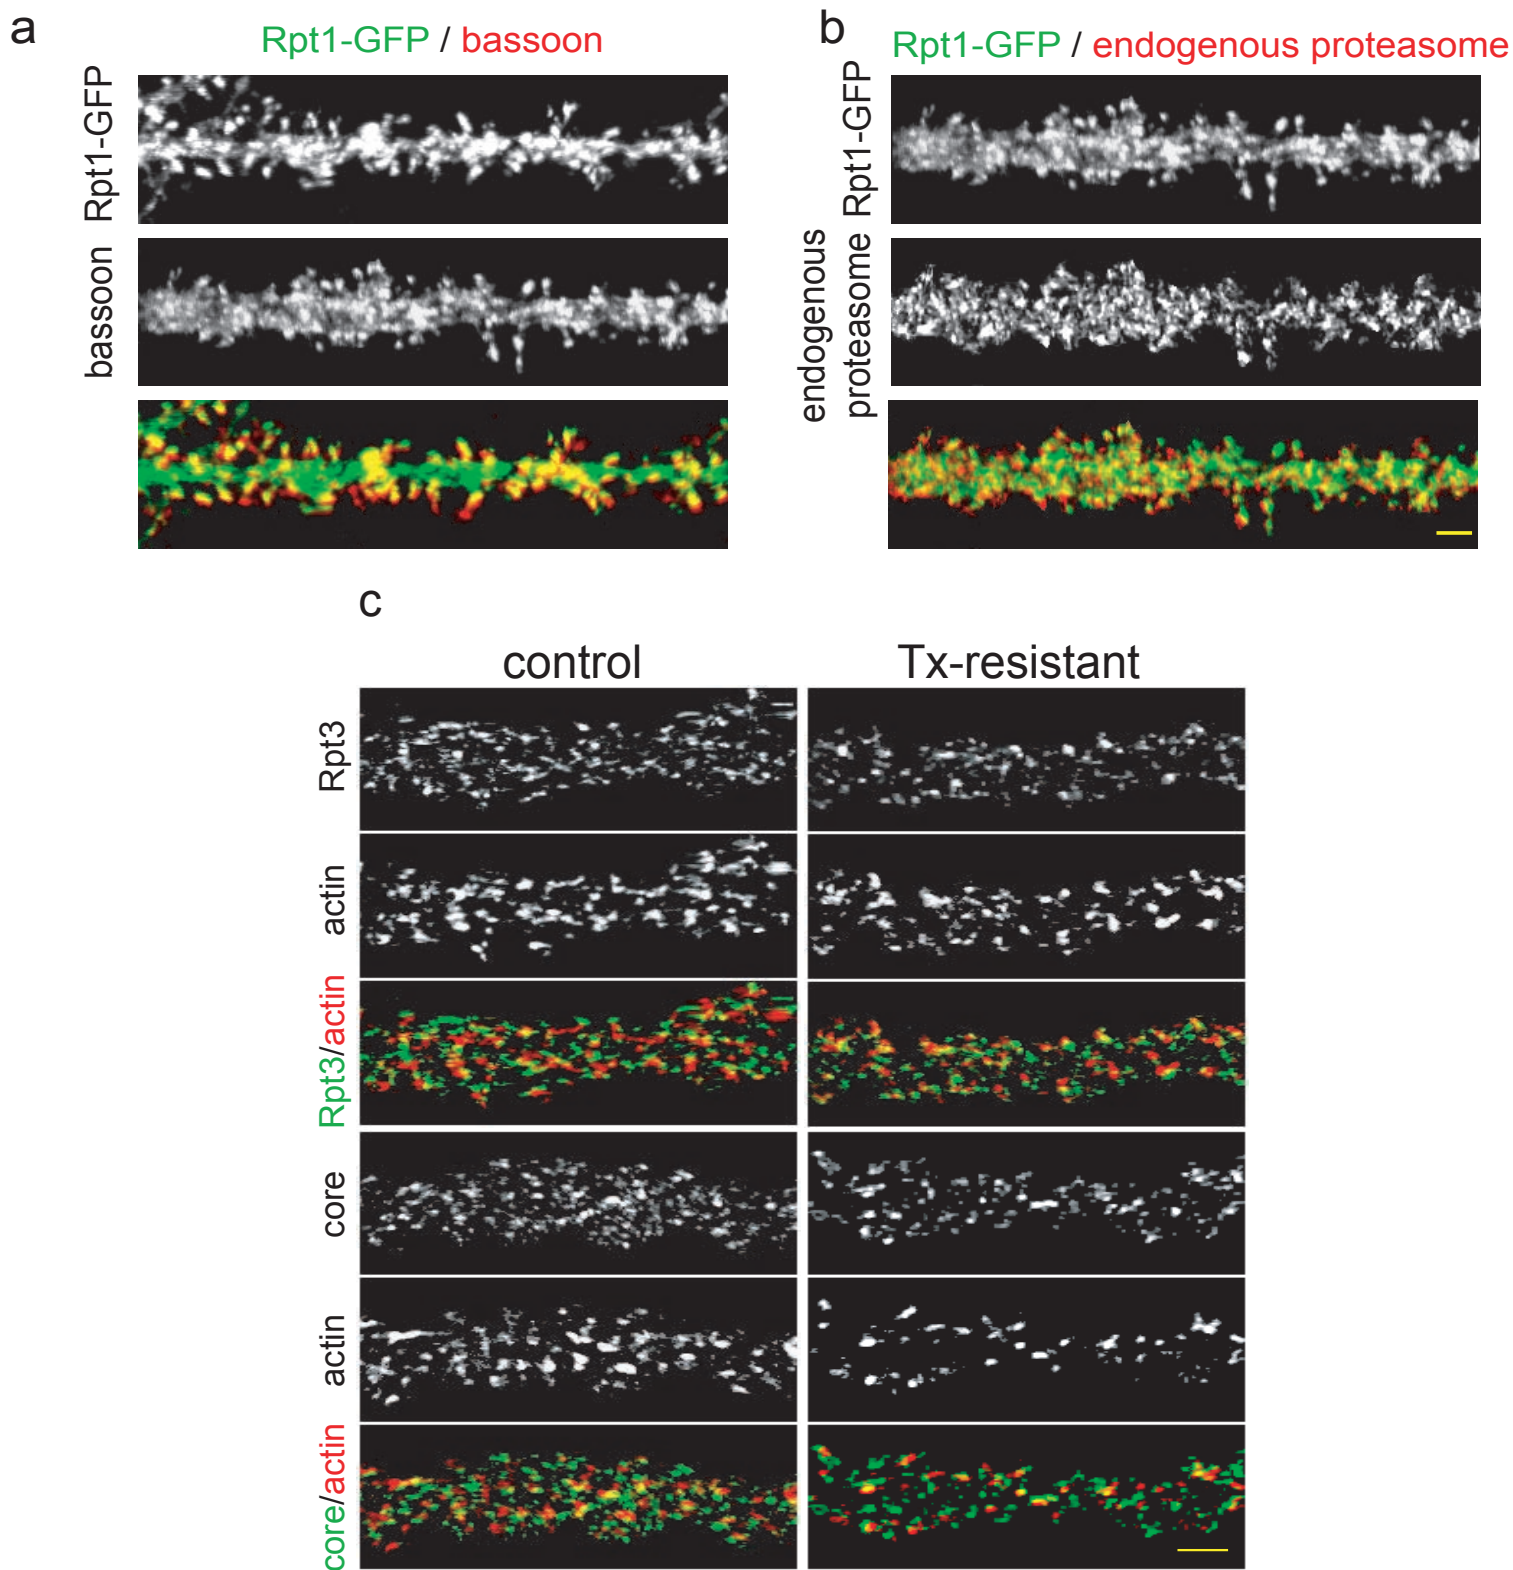 a
Rpt1-GFP / bassoon
Rpt1-GFP
bassoon
b
Rpt1-GFP / endogenous proteasome
Rpt1-GFP
endogenous
proteasome
c
control
Tx-resistant
Rpt3
actin
Rpt3/actin
core
actin
core/actin